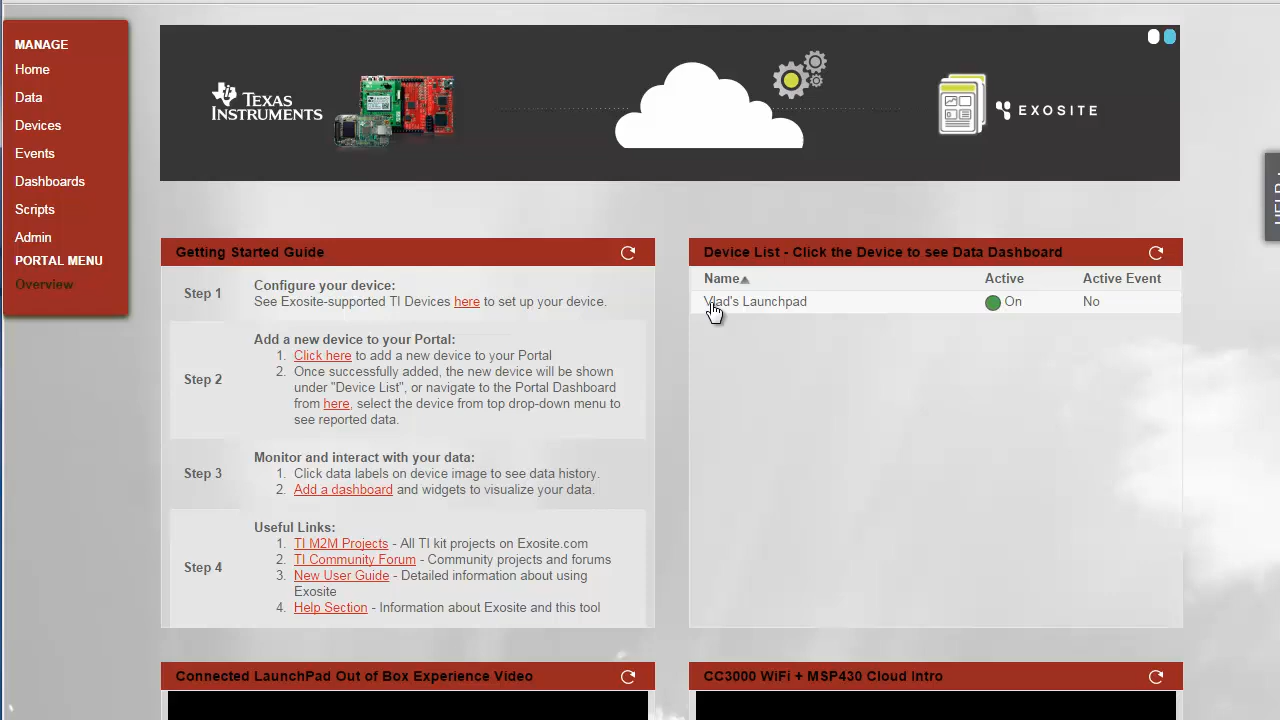 MANAGE
Home
Data
Devices
Events
Dashboards
Scripts
Admin
PORTAL MENU
Overview
TEXAS
INSTRUMENTS
EXOSITE
HELP
Getting Started Guide
Step 1
Configure your device:
See Exosite-supported TI Devices here to set up your device.
Step 2
Add a new device to your Portal:
1. Click here to add a new device to your Portal
2. Once successfully added, the new device will be shown
under "Device List", or navigate to the Portal Dashboard
from here, select the device from top drop-down menu to
see reported data.
Step 3
Monitor and interact with your data:
1. Click data labels on device image to see data history.
2. Add a dashboard and widgets to visualize your data.
Step 4
Useful Links:
1. TI M2M Projects - All TI kit projects on Exosite.com
2. TI Community Forum - Community projects and forums
3. New User Guide - Detailed information about using
Exosite
4. Help Section - Information about Exosite and this tool
Device List - Click the Device to see Data Dashboard
Name Active Active Event
Vlad's Launchpad On No
Connected LaunchPad Out of Box Experience Video
CC3000 WiFi + MSP430 Cloud Intro